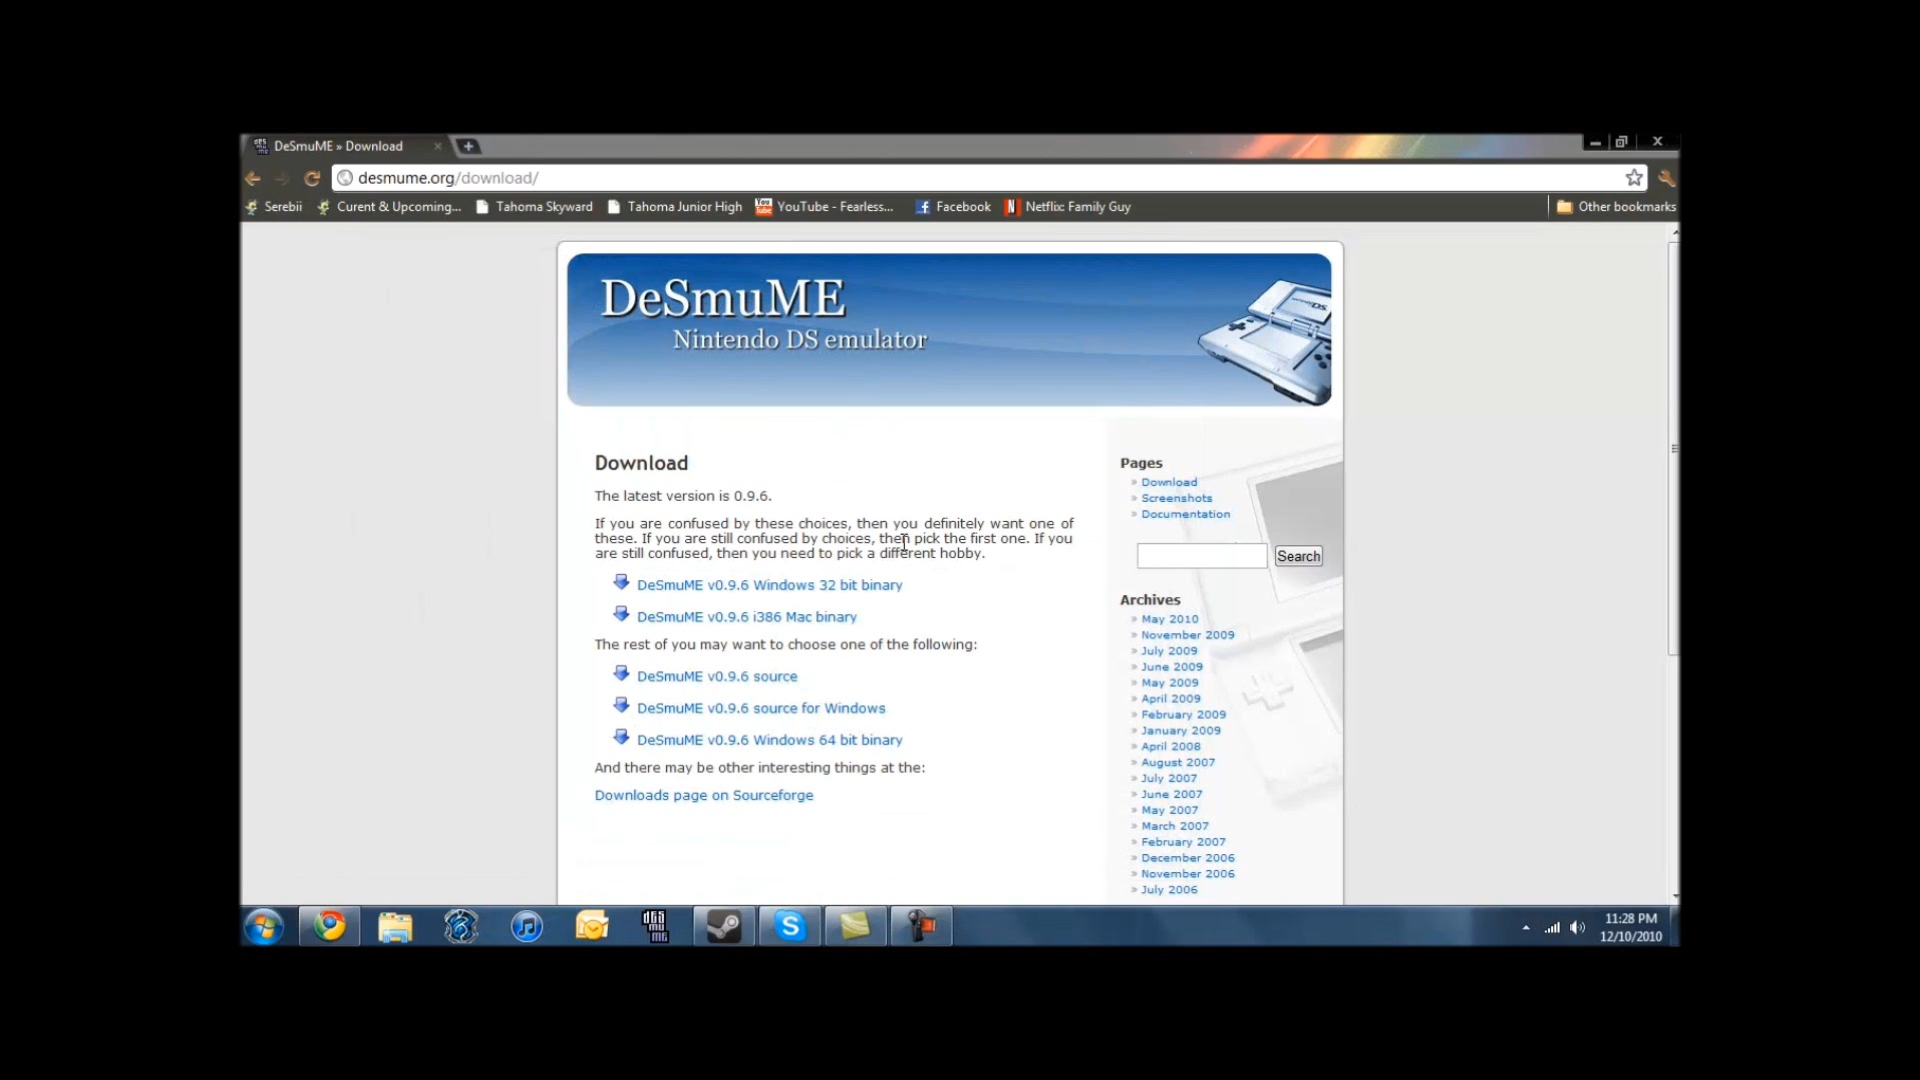 DeSmuME » Download
desmume.org/download/
Serebii
Curent & Upcoming...
Tahoma Skyward
Tahoma Junior High
YouTube - Fearless...
Facebook
Netflix: Family Guy
Other bookmarks
DeSmuME
Nintendo DS emulator
Download
The latest version is 0.9.6.
If you are confused by these choices, then you definitely want one of
these. If you are still confused by choices, then pick the first one. If you
are still confused, then you need to pick a different hobby.
DeSmuME v0.9.6 Windows 32 bit binary
DeSmuME v0.9.6 i386 Mac binary
The rest of you may want to choose one of the following:
DeSmuME v0.9.6 source
DeSmuME v0.9.6 source for Windows
DeSmuME v0.9.6 Windows 64 bit binary
And there may be other interesting things at the:
Downloads page on Sourceforge
Pages
» Download
» Screenshots
» Documentation
Search
Archives
» May 2010
» November 2009
» July 2009
» June 2009
» May 2009
» April 2009
» February 2009
» January 2009
» April 2008
» August 2007
» July 2007
» June 2007
» May 2007
» March 2007
» February 2007
» December 2006
» November 2006
» July 2006
11:28 PM
12/10/2010